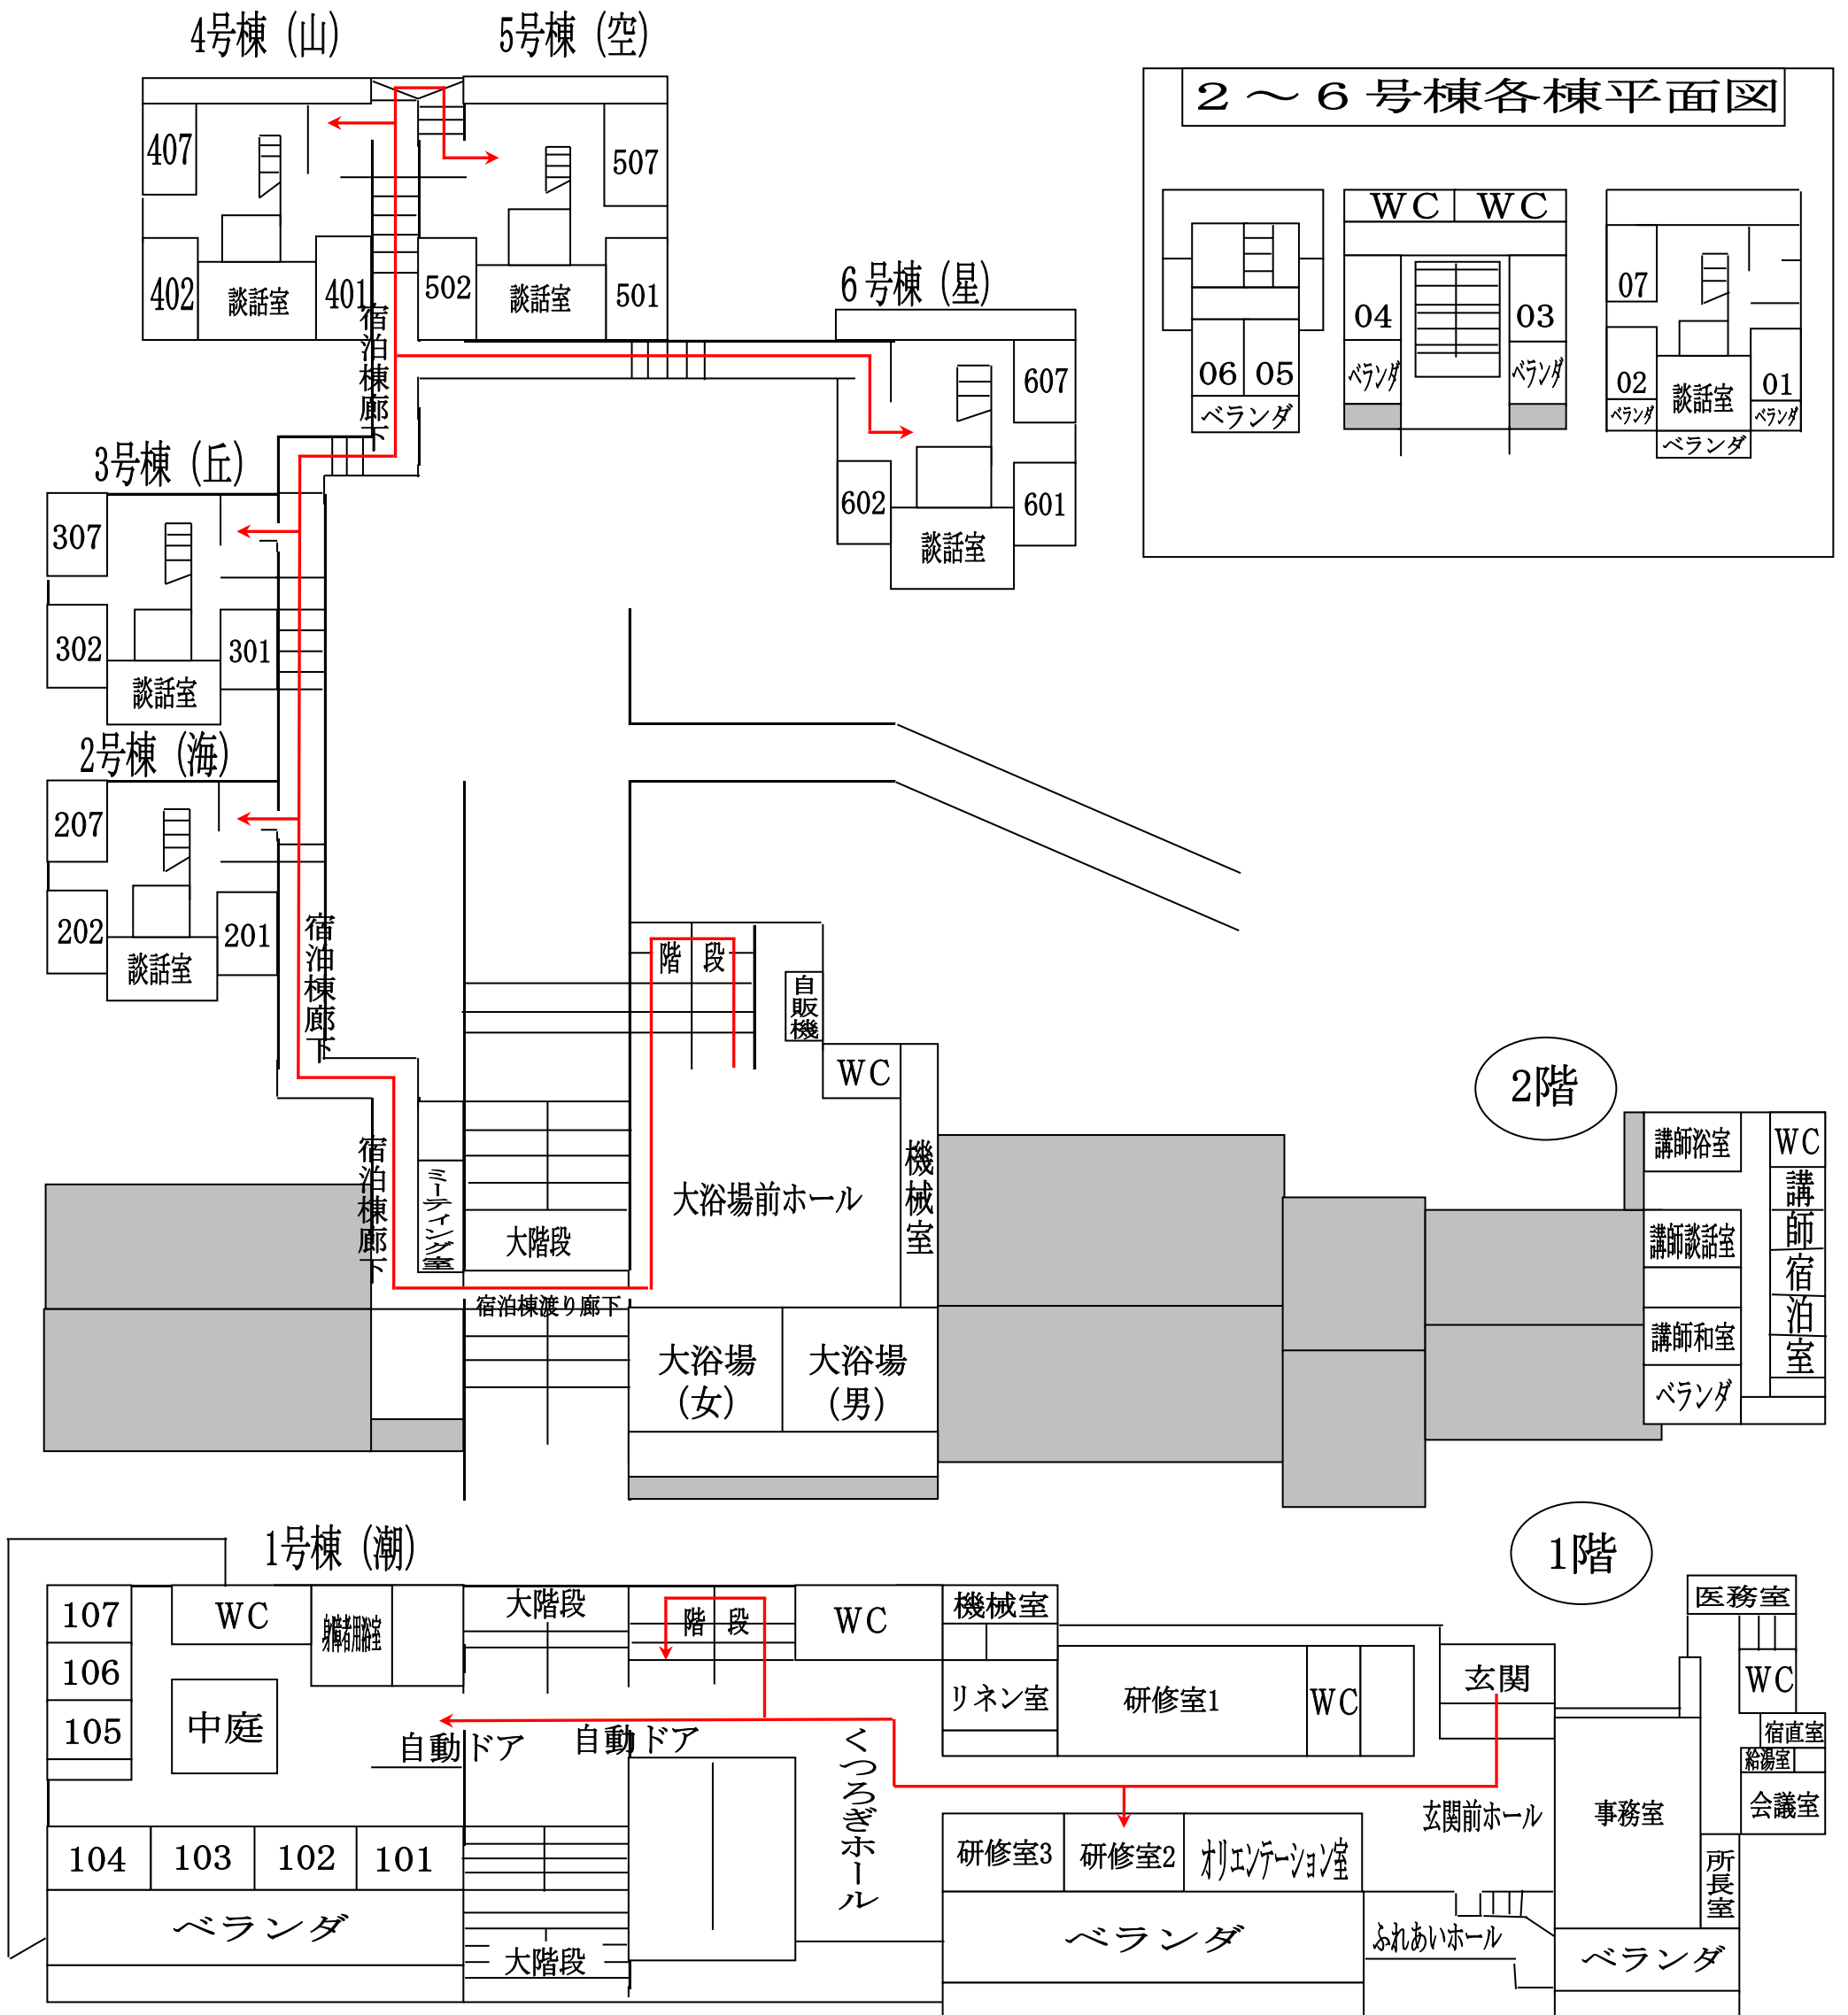 4号棟(山)
5号棟(空)
2～6号棟各棟平面図
407
507
402
談話室
401
502
談話室
501
宿泊棟廊下
WC
WC
04
03
06
05
ベランダ
ベランダ
ベランダ
07
02
談話室
01
ベランダ
ベランダ
ベランダ
6号棟(星)
607
602
談話室
601
3号棟(丘)
307
302
301
談話室
2号棟(海)
207
202
201
談話室
宿泊棟廊下
階段
自販機
WC
機械室
宿泊棟廊下
ミーティング室
大階段
大浴場前ホール
宿泊棟渡り廊下
大浴場
(女)
大浴場
(男)
2階
講師浴室
WC
講師談話室
講師宿泊室
講師和室
ベランダ
1階
1号棟(潮)
107
WC
身障者用浴室
大階段
階段
WC
機械室
医務室
106
105
中庭
自動ドア
自動ドア
リネン室
研修室1
WC
玄関
WC
宿直室
給湯室
会議室
くつろぎホール
玄関前ホール
事務室
104
103
102
101
研修室3
研修室2
オリエンテーション室
所長室
ベランダ
大階段
ベランダ
ふれあいホール
ベランダ